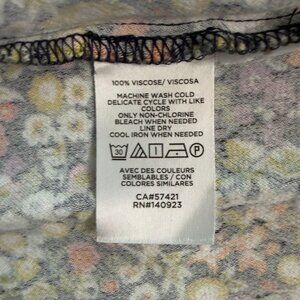 100% VISCOSE/ VISCOSA
MACHINE WASH COLD
DELICATE CYCLE WITH LIKE
COLORS
ONLY NON-CHLORINE
BLEACH WHEN NEEDED
LINE DRY
COOL IRON WHEN NEEDED
30 P
AVEC DES COULEURS
SEMBLABLES / CON
COLORES SIMILARES
CA#57421
RN#140923